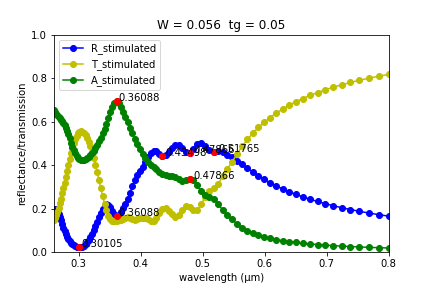 W = 0.056  tg = 0.05
R_stimulated
T_stimulated
A_stimulated
reflectance/transmission
1.0
0.8
0.6
0.4
0.2
0.0
0.36088
0.51765
0.47866
0.36088
0.30105
0.3
0.4
0.5
0.6
0.7
0.8
wavelength (μm)